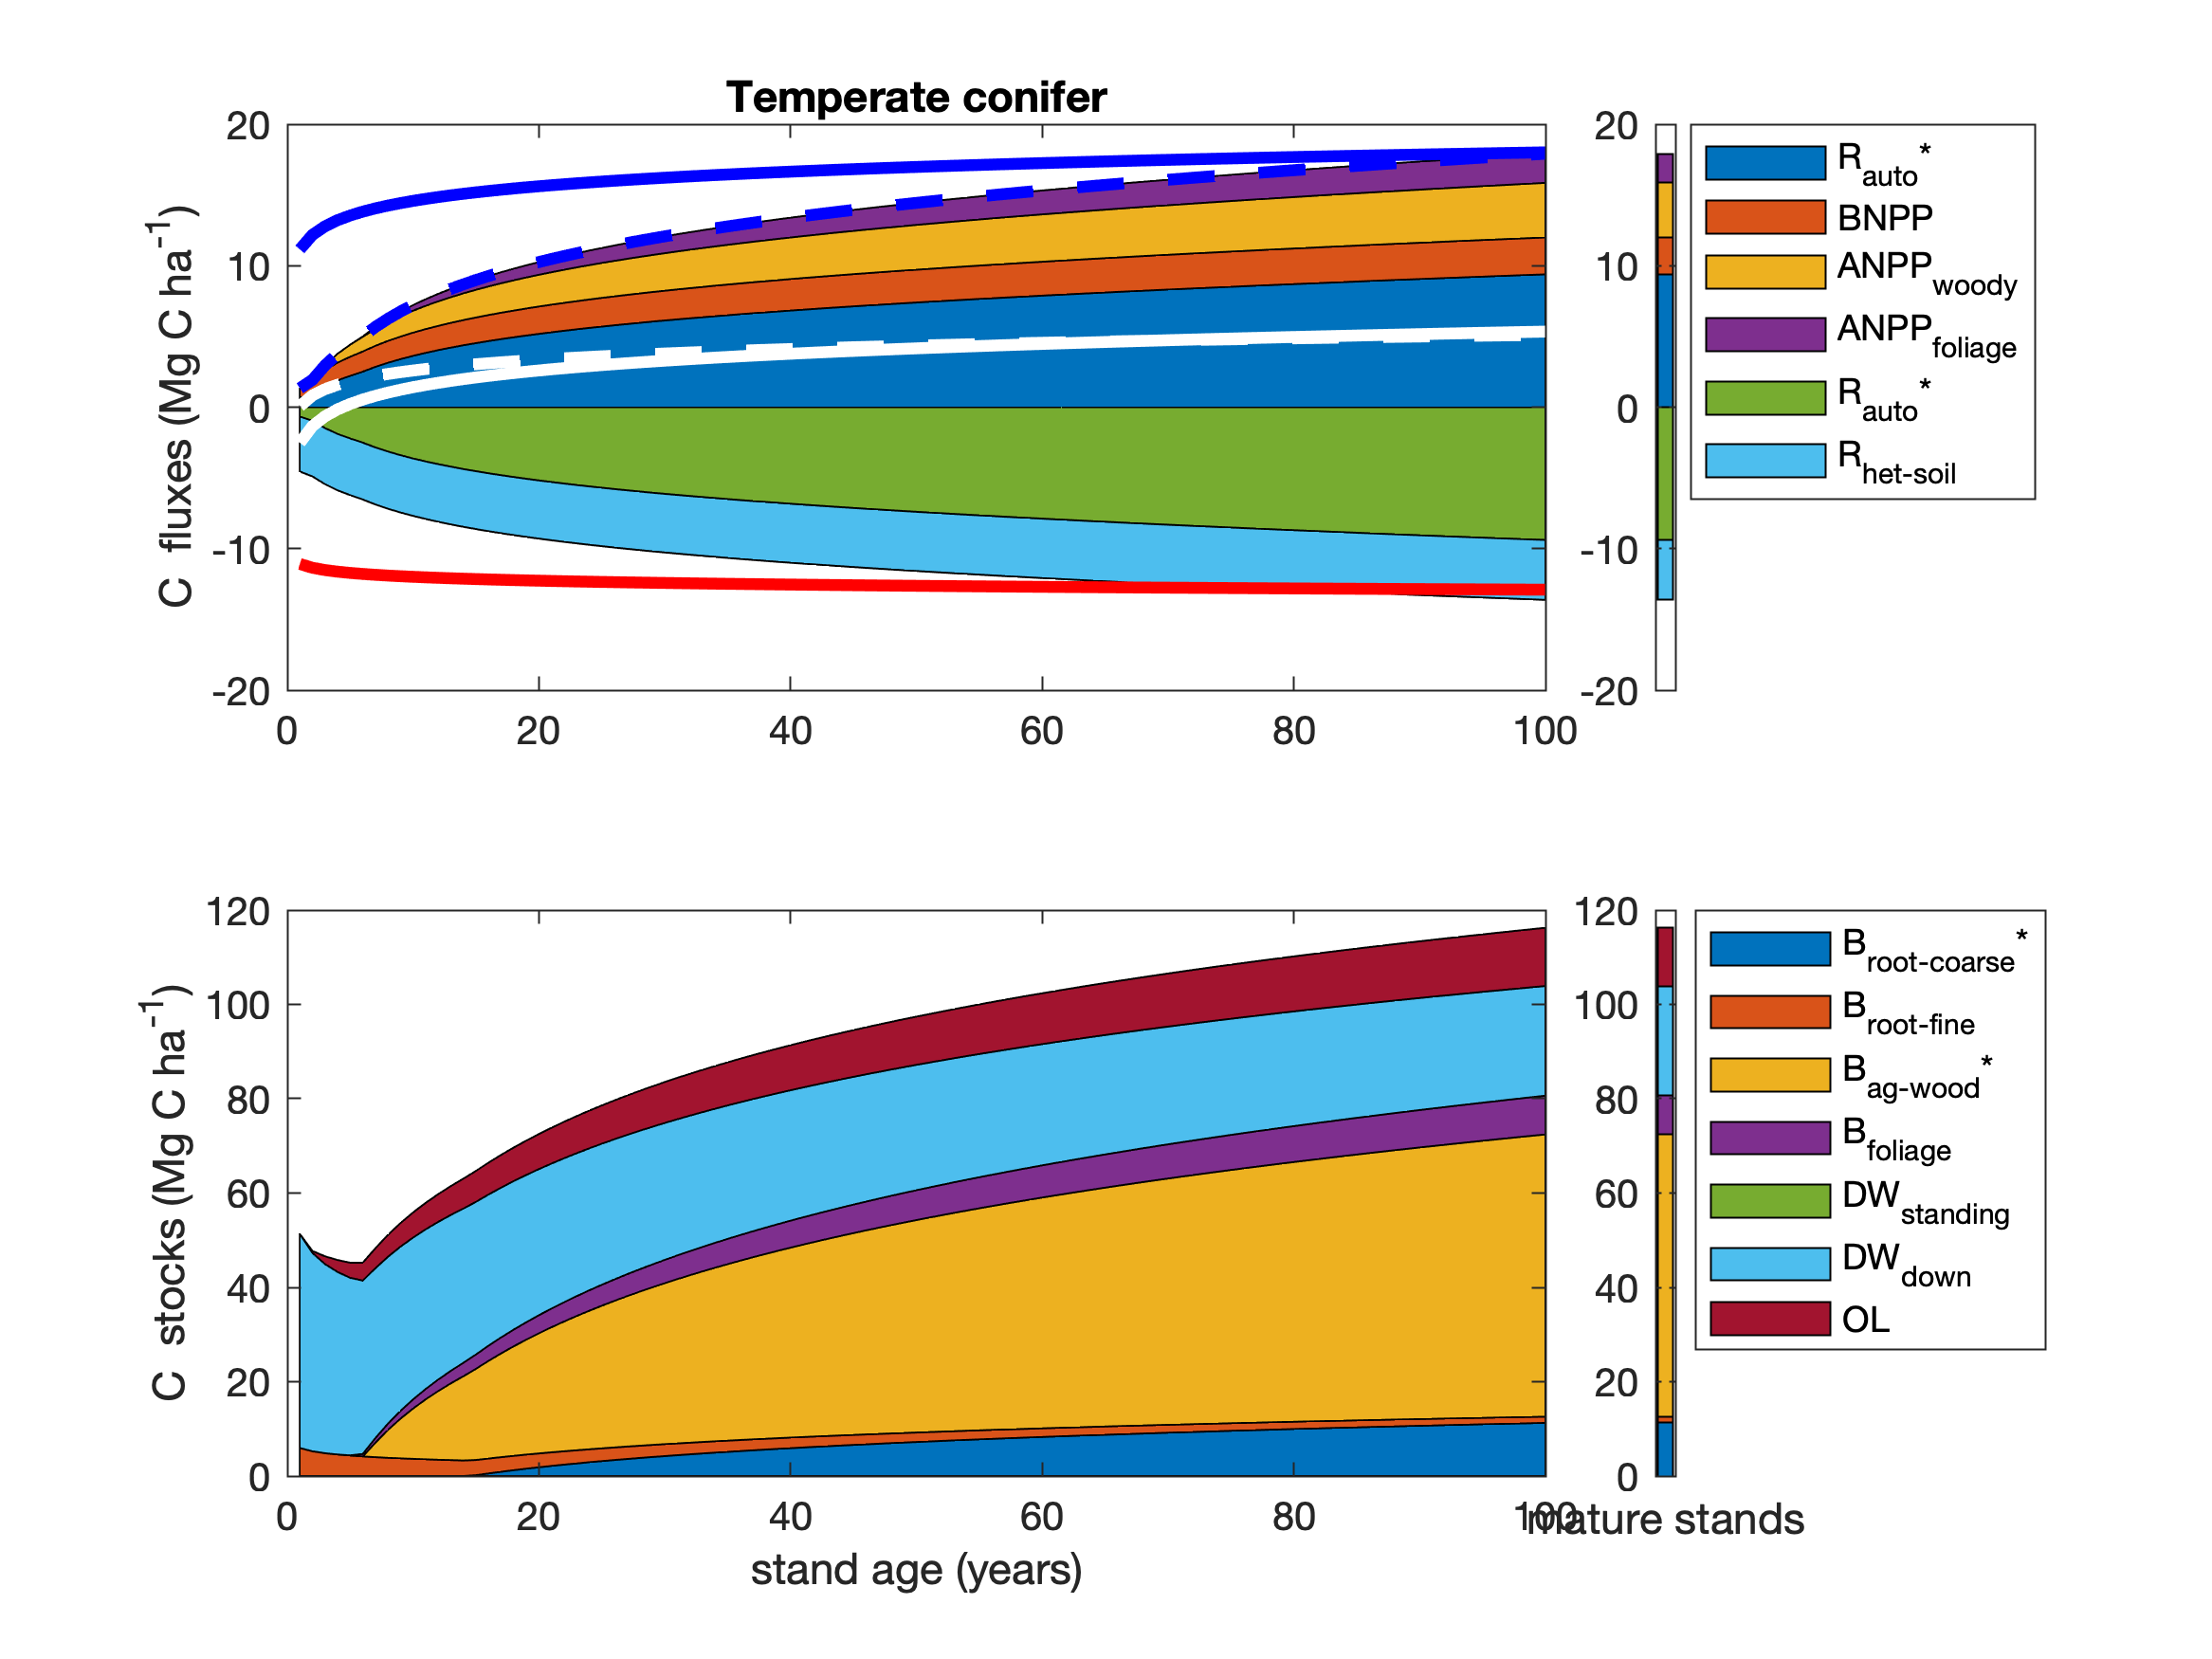 Temperate conifer
C fluxes (Mg C ha-1)
20
10
0
-10
-20
0 20 40 60 80 100
20
10
0
-10
-20
Rauto*
BNPP
ANPPwoody
ANPPfoliage
Rauto*
Rhet-soil
C stocks (Mg C ha-1)
120
100
80
60
40
20
0
0 20 40 60 80 100
stand age (years)
120
100
80
60
40
20
0
mature stands
Broot-coarse*
Broot-fine
Bag-wood*
Bfoliage
DWstanding
DWdown
OL